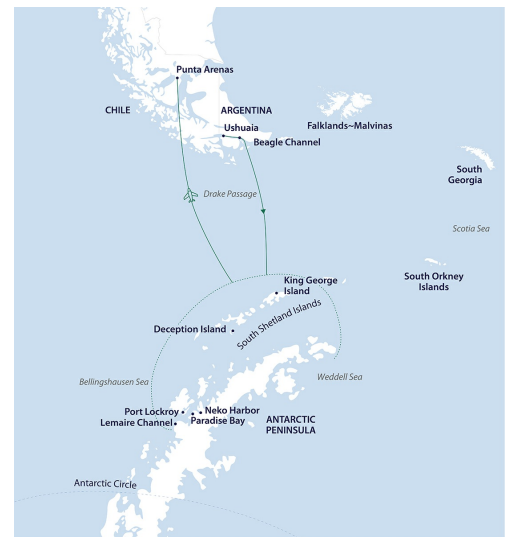 Punta Arenas
CHILE
ARGENTINA
Ushuaia
Beagle Channel
Falklands~Malvinas
South
Georgia
Drake Passage
Scotia Sea
South Orkney
Islands
King George
Island
South Shetland Islands
Deception Island
Weddell Sea
Bellingshausen Sea
Port Lockroy
Neko Harbor
Lemaire Channel
Paradise Bay
ANTARCTIC
PENINSULA
Antarctic Circle